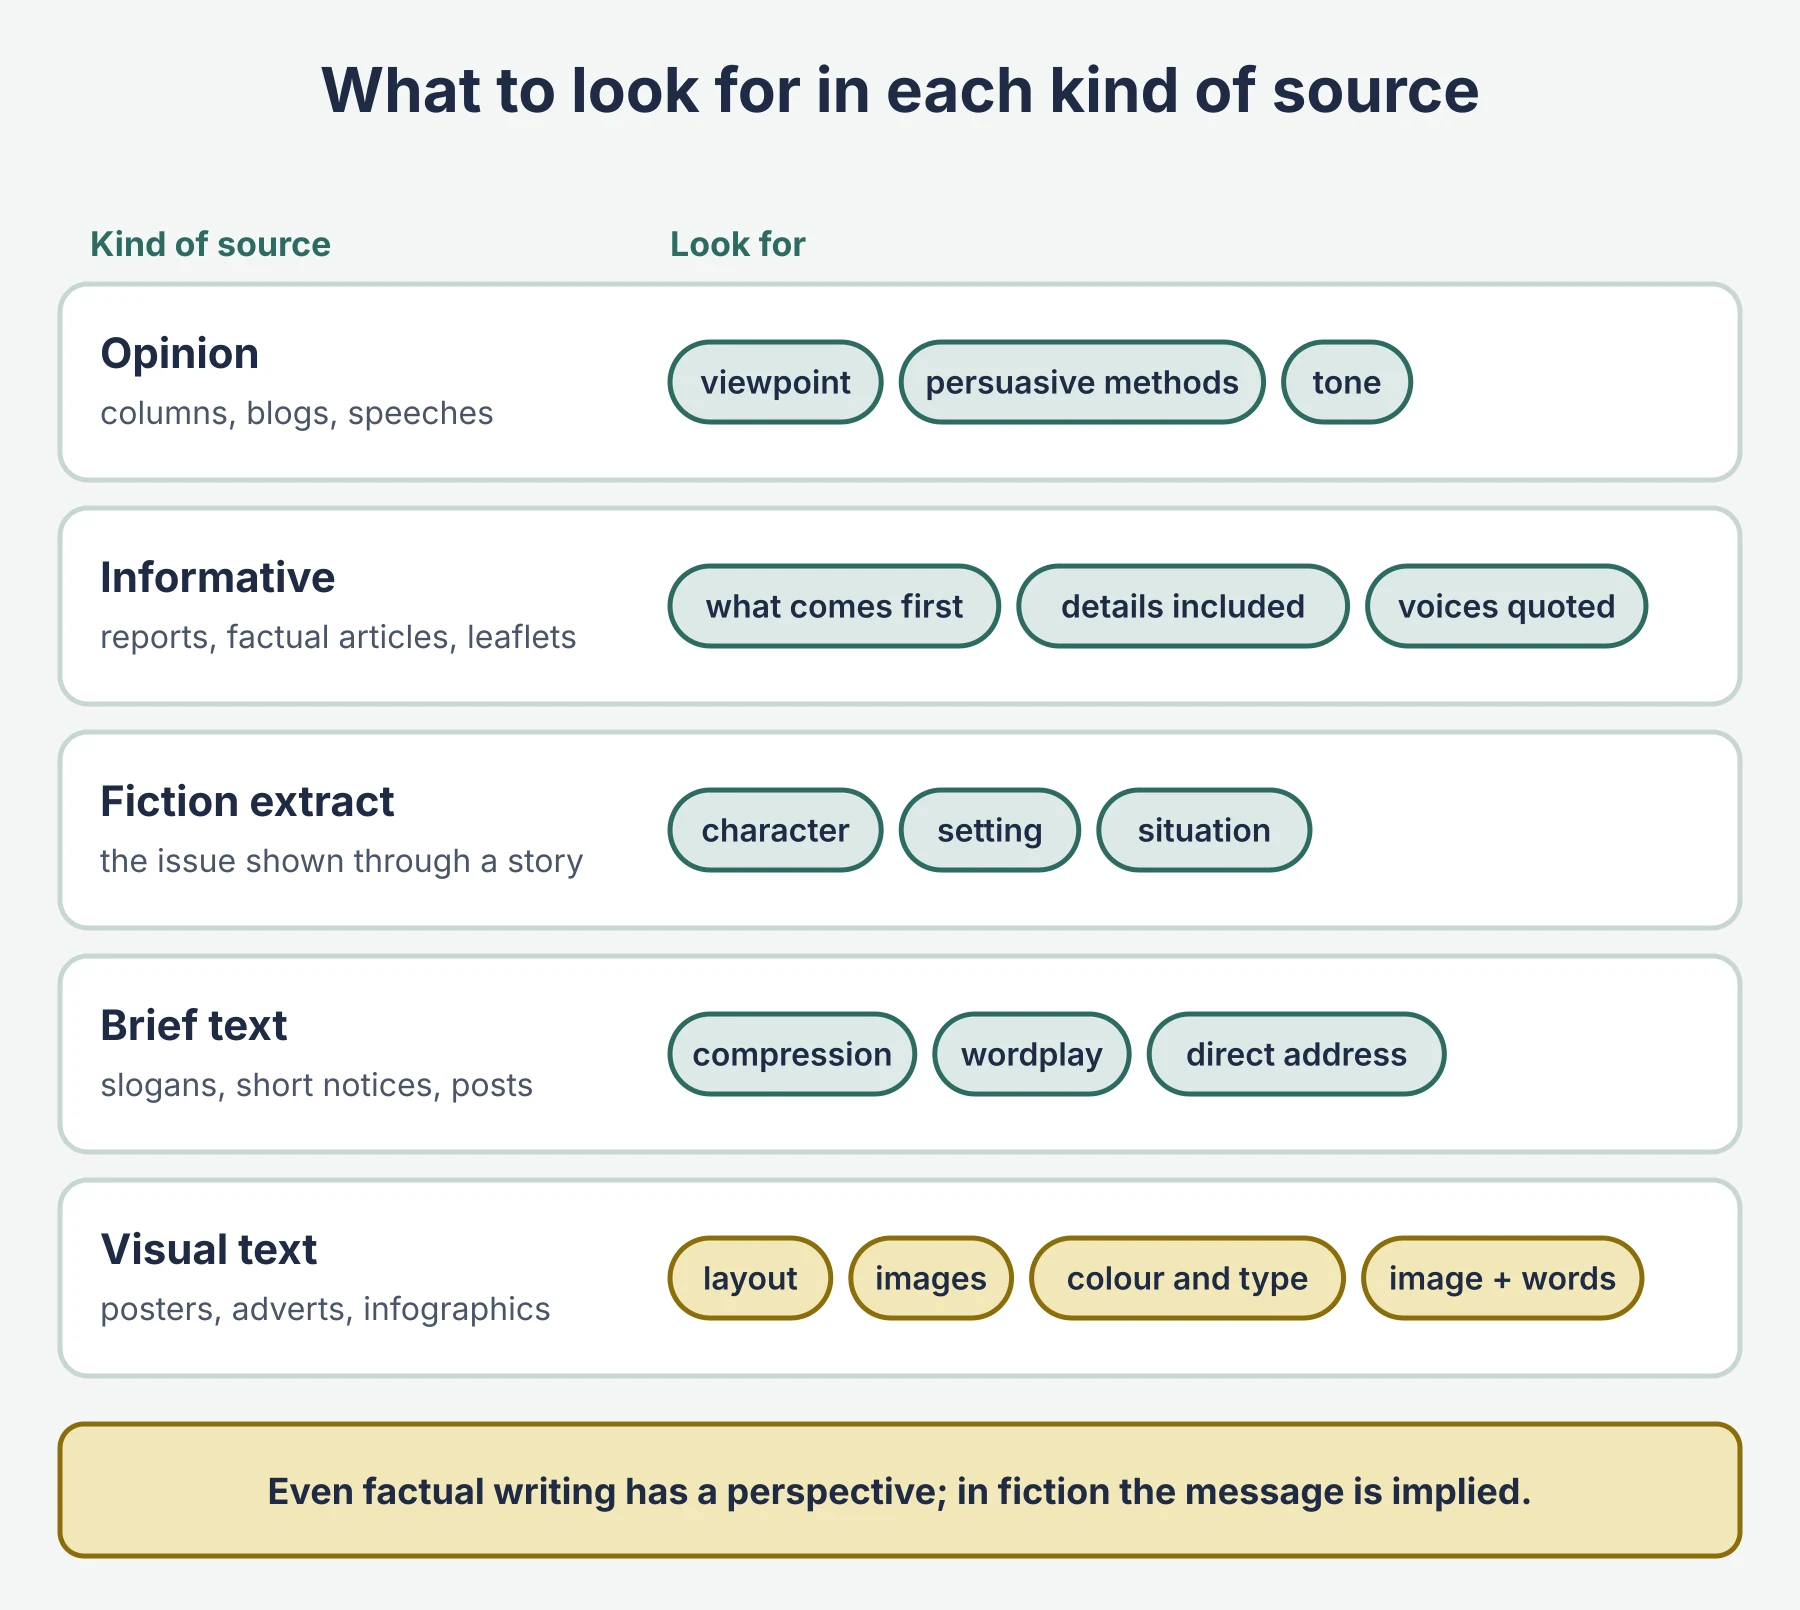 What to look for in each kind of source
Kind of source
Look for
Opinion
columns, blogs, speeches
viewpoint
persuasive methods
tone
Informative
reports, factual articles, leaflets
what comes first
details included
voices quoted
Fiction extract
the issue shown through a story
character
setting
situation
Brief text
slogans, short notices, posts
compression
wordplay
direct address
Visual text
posters, adverts, infographics
layout
images
colour and type
image + words
Even factual writing has a perspective; in fiction the message is implied.